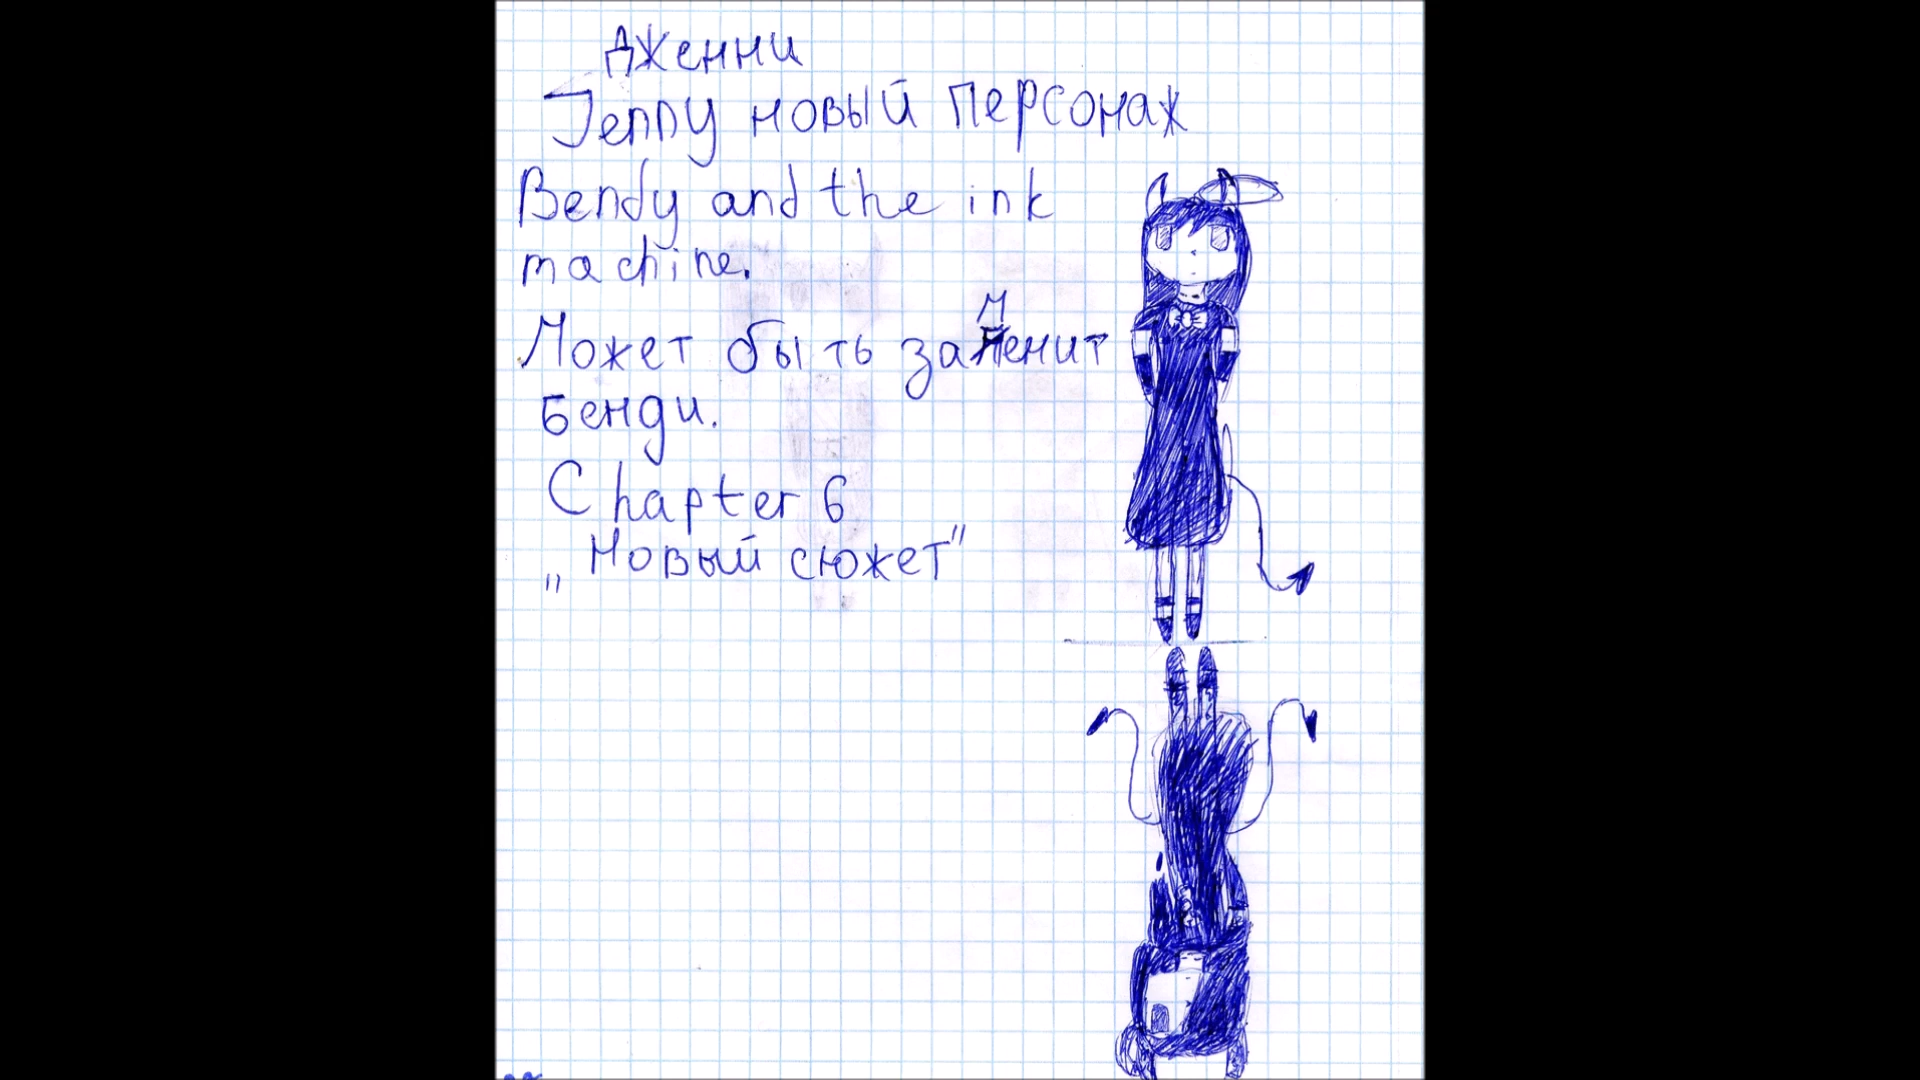 Дженни
Jenny новый персонаж
Bendy and the ink
machine.
Может быть заменит
Бенди.
Chapter 6
„Новый сюжет"